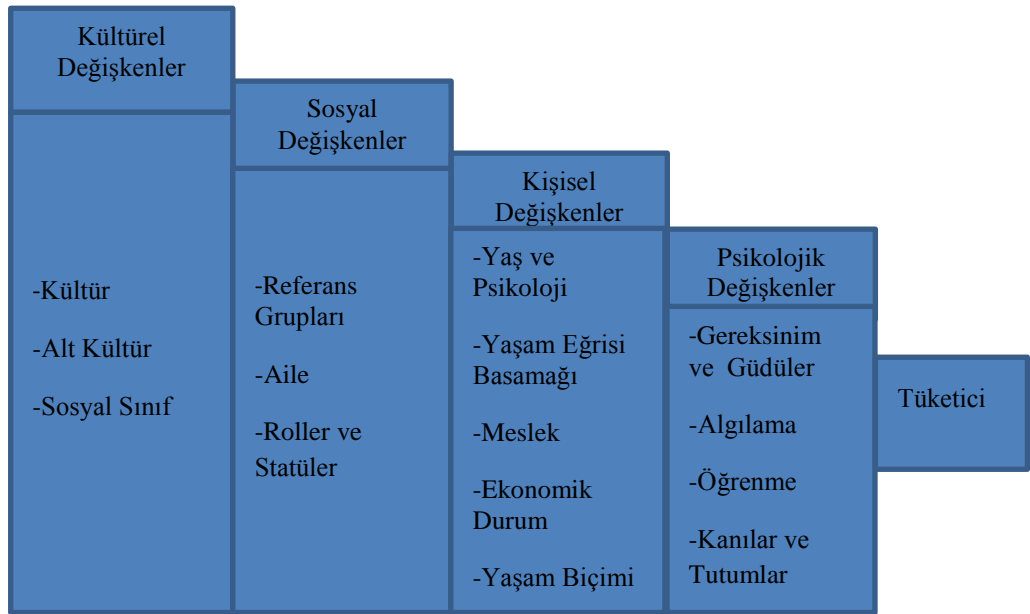 Kültürel
Değişkenler
-Kültür
-Alt Kültür
-Sosyal Sınıf
Sosyal
Değişkenler
-Referans
Grupları
-Aile
-Roller ve
Statüler
Kişisel
Değişkenler
-Yaş ve
Psikoloji
-Yaşam Eğrisi
Basamağı
-Meslek
-Ekonomik
Durum
-Yaşam Biçimi
Psikolojik
Değişkenler
-Gereksinim
ve Güdüler
-Algılama
-Öğrenme
-Kanılar ve
Tutumlar
Tüketici